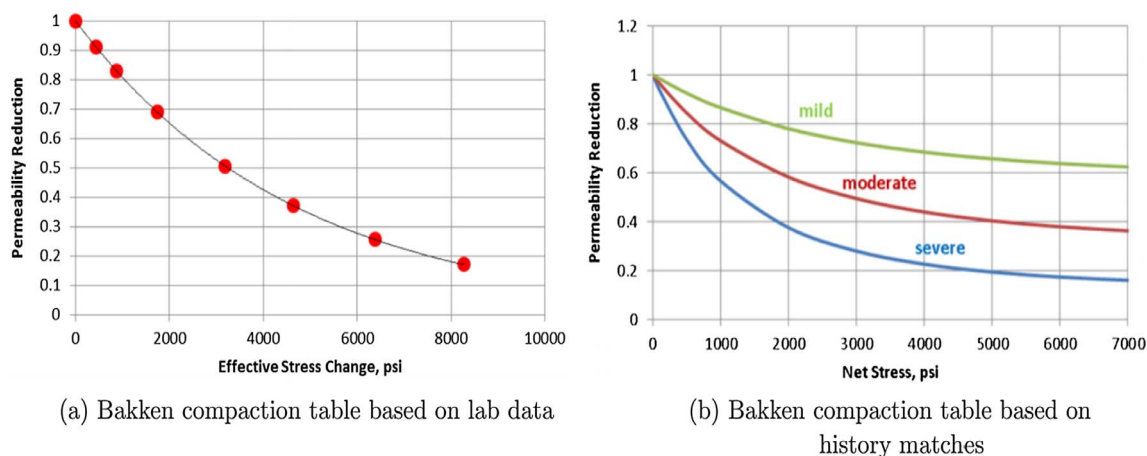 1
0.9
0.8
0.7
0.6
0.5
0.4
0.3
0.2
0.1
0
0 2000 4000 6000 8000 10000
Permeability Reduction
Effective Stress Change, psi
(a) Bakken compaction table based on lab data
1.2
1
0.8
0.6
0.4
0.2
0
0 1000 2000 3000 4000 5000 6000 7000
Permeability Reduction
mild
moderate
severe
Net Stress, psi
(b) Bakken compaction table based on
history matches